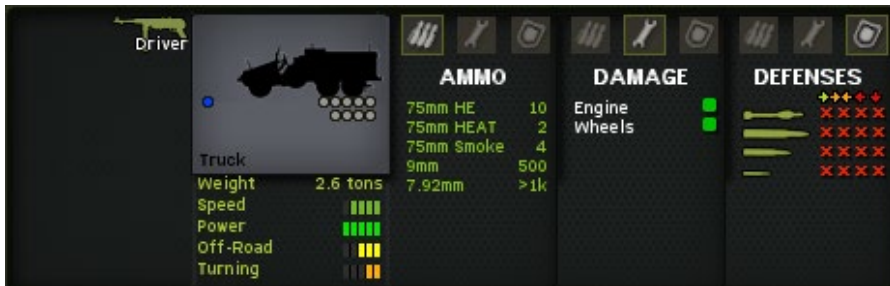 Driver
Truck
Weight 2.6 tons
Speed
Power
Off-Road
Turning
AMMO
75mm HE 10
75mm HEAT 2
75mm Smoke 4
9mm 500
7.92mm >1k
DAMAGE
Engine
Wheels
DEFENSES